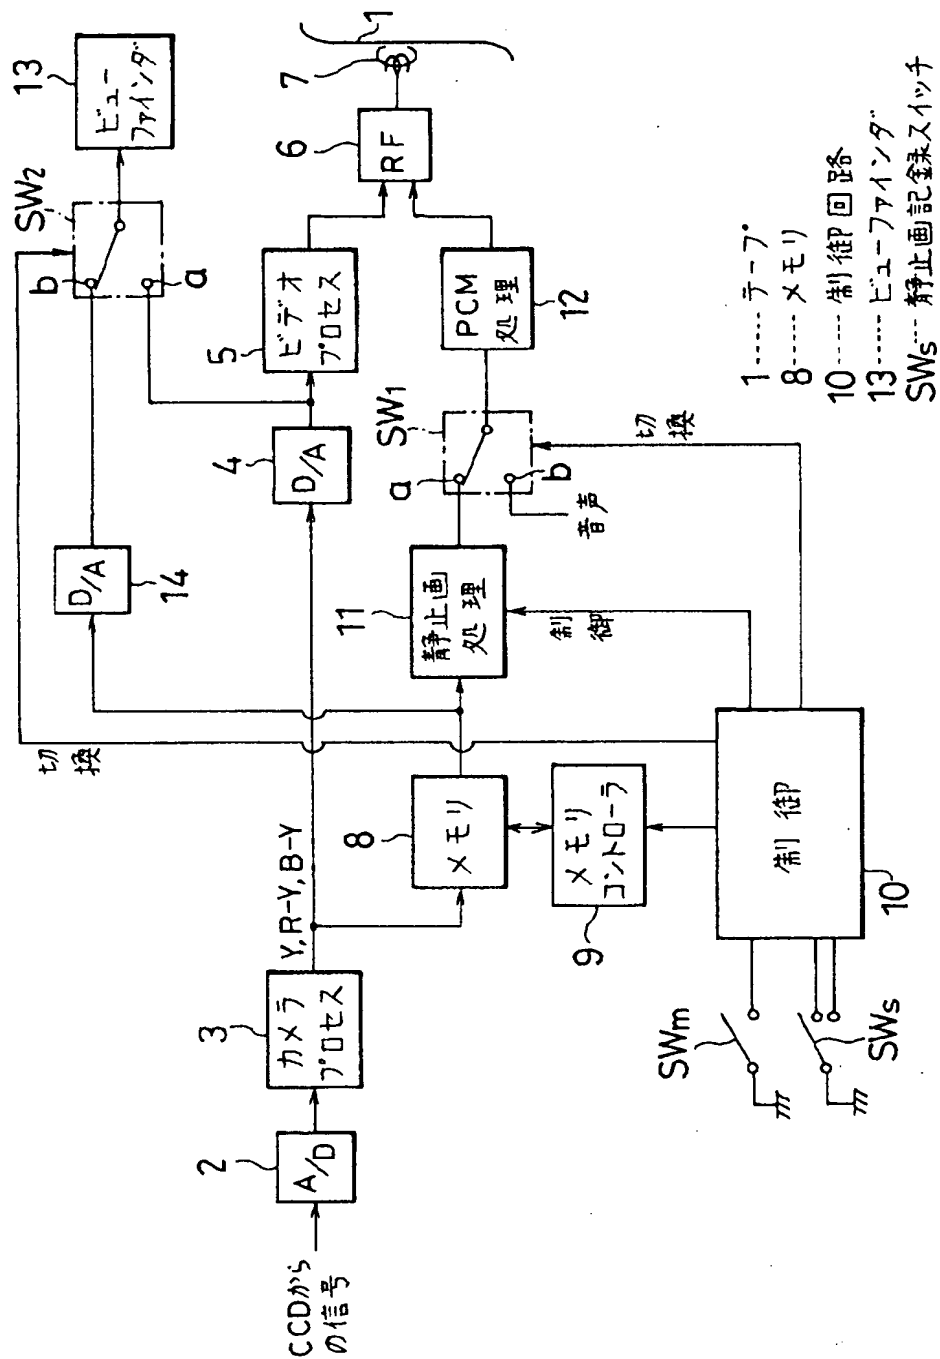 CCDから
の信号
2
A/D
3
カメラ
プロセス
Y,R-Y,B-Y
4
D/A
5
ビデオ
プロセス
6
RF
7
1
切
換
14
D/A
SW2
b
a
13
ビュー
ファインダ
8
メモリ
9
メモリ
コントローラ
11
静止画
処理
SW1
a
b
音声
PCM
処理
12
制
御
切
換
制御
10
SWm
SWs
1……テープ
8……メモリ
10……制御回路
13……ビューファインダ
SWs…静止画記録スイッチ